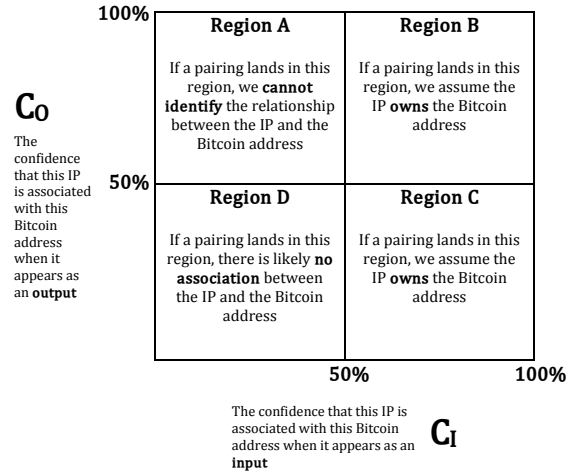 100%
Region A
If a pairing lands in this
region, we cannot
identify the relationship
between the IP and the
Bitcoin address
Region B
If a pairing lands in this
region, we assume the
IP owns the Bitcoin
address
C_O
The
confidence
that this IP
is associated
with this
Bitcoin
address
when it
appears as
an output
50%
Region D
If a pairing lands in this
region, there is likely no
association between
the IP and the Bitcoin
address
Region C
If a pairing lands in this
region, we assume the
IP owns the Bitcoin
address
50%
100%
The confidence that this IP is
associated with this Bitcoin
address when it appears as an
input
C_I